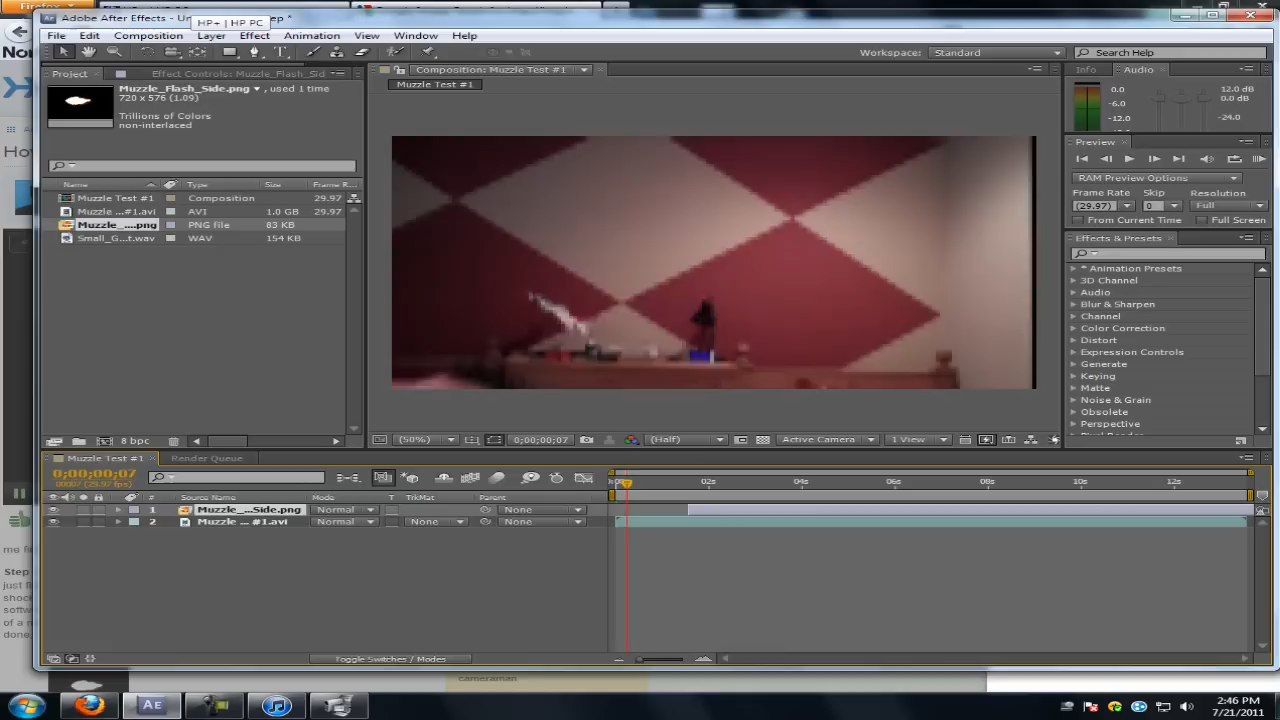 Firefox
Adobe After Effects - Un
ep *
HP+ | HP PC
File Edit Composition Layer Effect Animation View Window Help
Workspace: Standard
Search Help
Project
Effect Controls: Muzzle_Flash_Sid
Composition: Muzzle Test #1
Info
Audio
Muzzle_Flash_Side.png ▼, used 1 time
720 x 576 (1.09)
Trillions of Colors
non-interlaced
Muzzle Test #1
0.0
-6.0
-12.0
12.0 dB
0.0 dB
-24.0
Preview
RAM Preview Options
Frame Rate Skip Resolution
(29.97) 0 Full
From Current Time Full Screen
Name Type Size Frame R...
Muzzle Test #1 Composition 29.97
Muzzle ...#1.avi AVI 1.0 GB 29.97
Muzzle_....png PNG file 83 KB
Small_G...t.wav WAV 154 KB
Effects & Presets
* Animation Presets
3D Channel
Audio
Blur & Sharpen
Channel
Color Correction
Distort
Expression Controls
Generate
Keying
Matte
Noise & Grain
Obsolete
Perspective
8 bpc
(50%) 0;00;00;07 (Half) Active Camera 1 View
Muzzle Test #1
Render Queue
0;00;00;07
00007 (29.97 fps)
02s 04s 06s 08s 10s 12s
# Source Name Mode T TrkMat Parent
1 Muzzle_...Side.png Normal None
2 Muzzle ... #1.avi Normal None None
Toggle Switches / Modes
Nor
Hot
me fi
Step
just fi
shock
softw
of a n
done.
cameraman
2:46 PM
7/21/2011